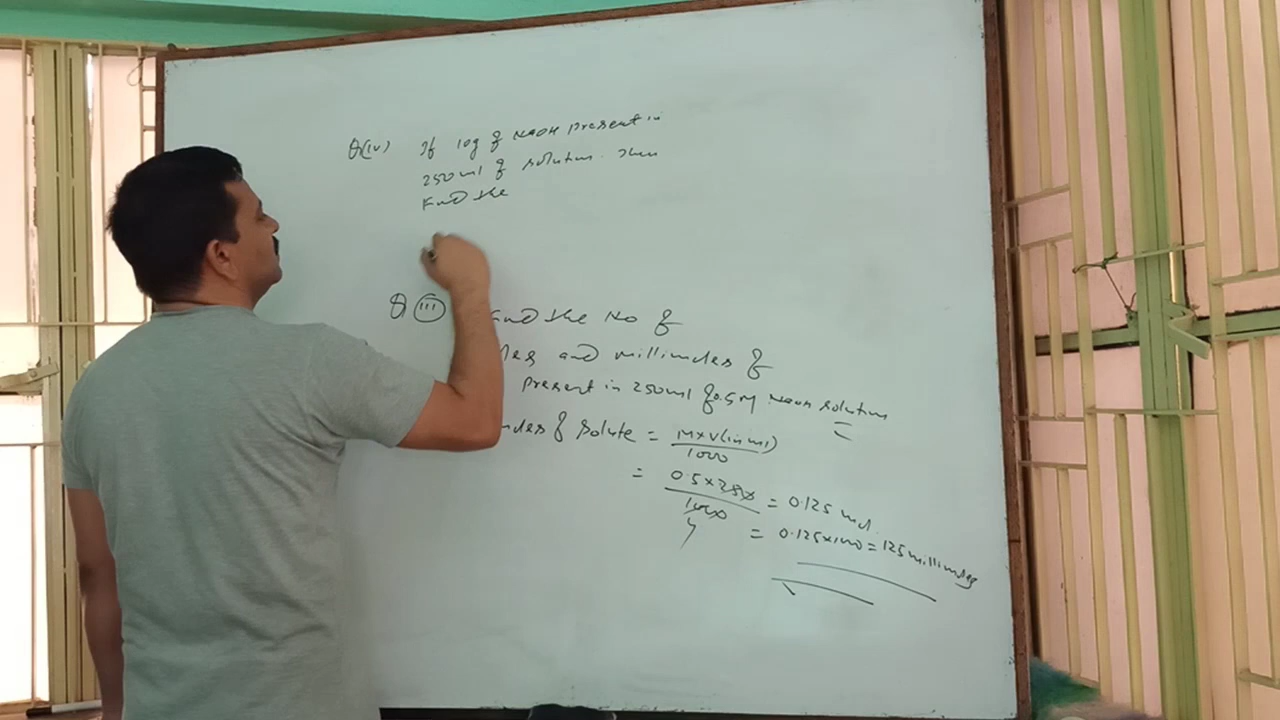 Q(iv) If 10g of NaOH present in
250ml of solution. Then
Find the
Q (iii) Find the No of
les and millimoles of
present in 250ml of 0.5M NaOH solution
moles of solute = M×V(in ml)
1000
= 0.5×250 = 0.125 mol
1000
4
= 0.125×1000 = 125 millimoles